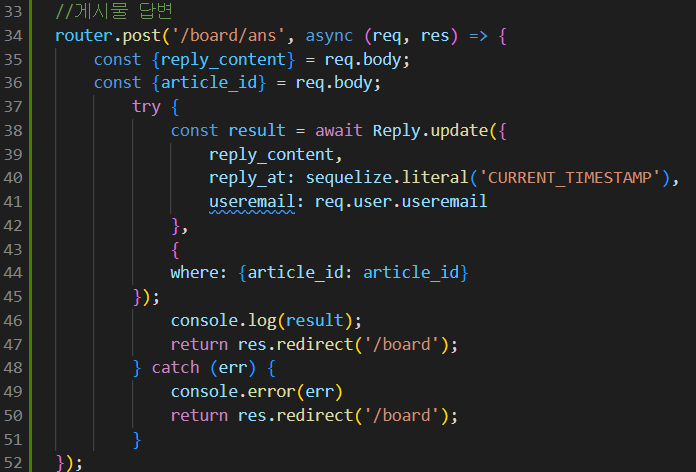 33 //게시물 답변
34 router.post('/board/ans', async (req, res) => {
35 const {reply_content} = req.body;
36 const {article_id} = req.body;
37 try {
38 const result = await Reply.update({
39 reply_content,
40 reply_at: sequelize.literal('CURRENT_TIMESTAMP'),
41 useremail: req.user.useremail
42 },
43 {
44 where: {article_id: article_id}
45 });
46 console.log(result);
47 return res.redirect('/board');
48 } catch (err) {
49 console.error(err)
50 return res.redirect('/board');
51 }
52 });